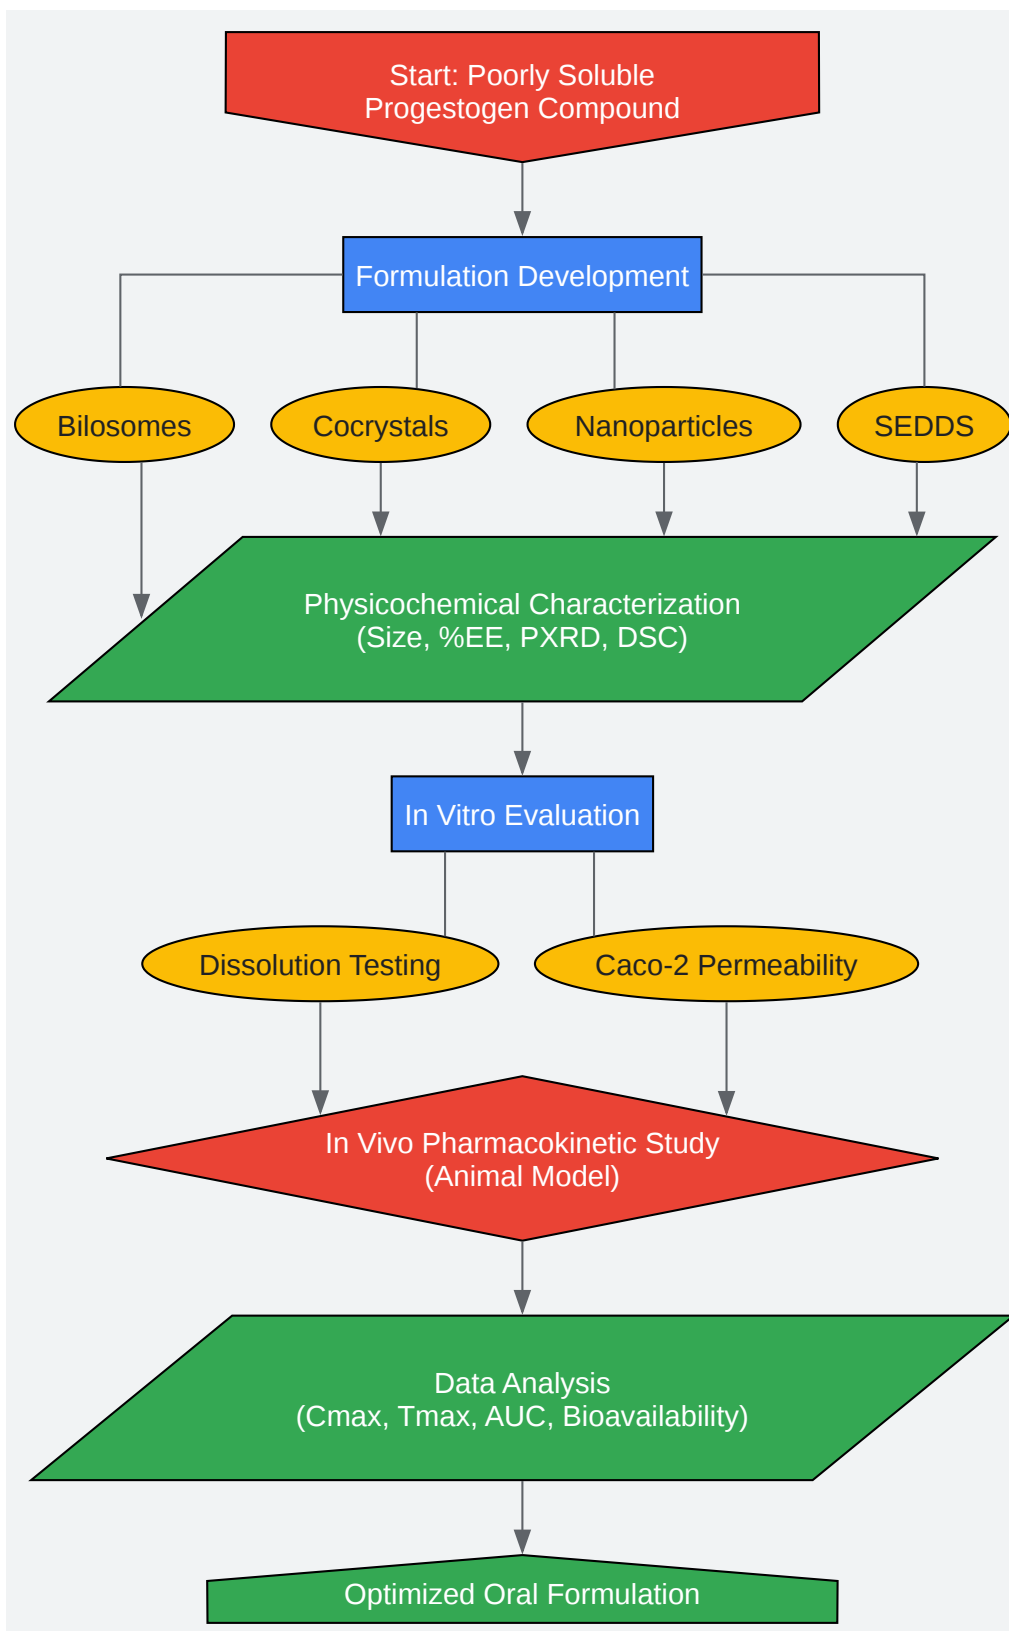 Start: Poorly Soluble
Progestogen Compound
Formulation Development
Bilosomes
Cocrystals
Nanoparticles
SEDDS
Physicochemical Characterization
(Size, %EE, PXRD, DSC)
In Vitro Evaluation
Dissolution Testing
Caco-2 Permeability
In Vivo Pharmacokinetic Study
(Animal Model)
Data Analysis
(Cmax, Tmax, AUC, Bioavailability)
Optimized Oral Formulation